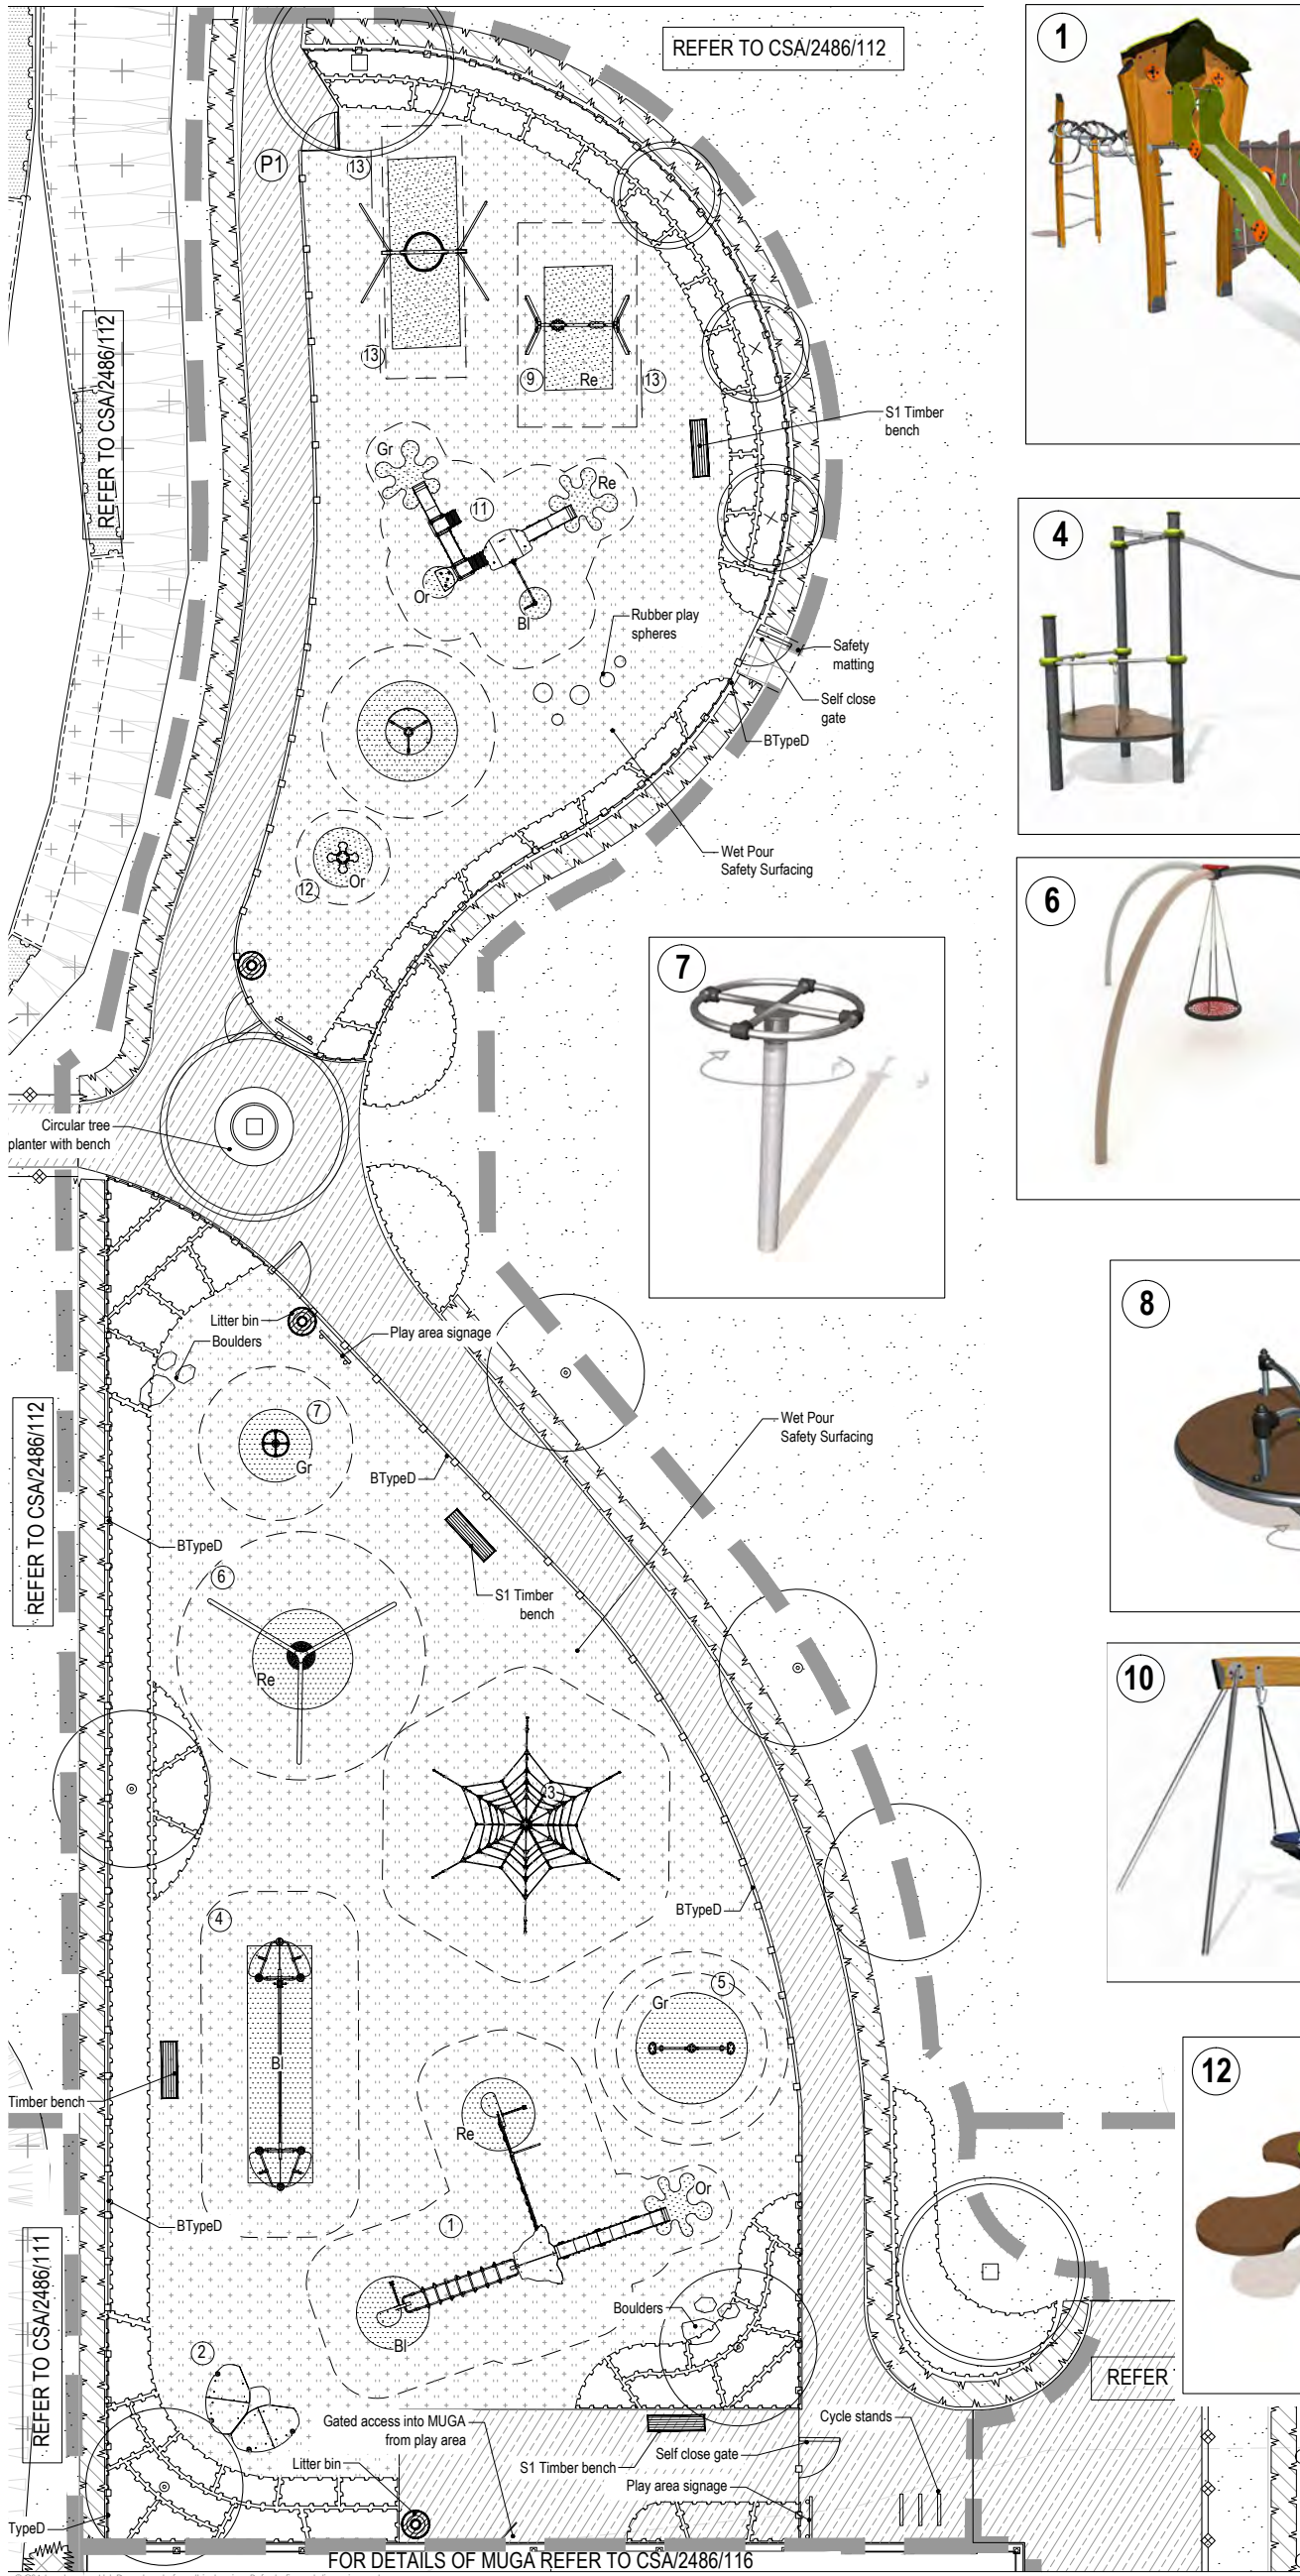 REFER TO CSA/2486/112
1
P1
13
REFER TO CSA/2486/112
13
9
Re
13
S1 Timber
bench
Gr
Re
11
4
Or
Bl
Rubber play
spheres
Safety
matting
Self close
gate
BTypeD
Wet Pour
Safety Surfacing
12
Or
6
7
Circular tree
planter with bench
8
Litter bin
Boulders
Play area signage
REFER TO CSA/2486/112
7
Gr
Wet Pour
Safety Surfacing
BTypeD
BTypeD
6
S1 Timber
bench
Re
10
3
4
BTypeD
5
Gr
Bl
12
Timber bench
Re
Or
BTypeD
1
REFER TO CSA/2486/111
Boulders
Bl
2
REFER
Gated access into MUGA
from play area
Cycle stands
Litter bin
S1 Timber bench
Self close gate
Play area signage
TypeD
FOR DETAILS OF MUGA REFER TO CSA/2486/116